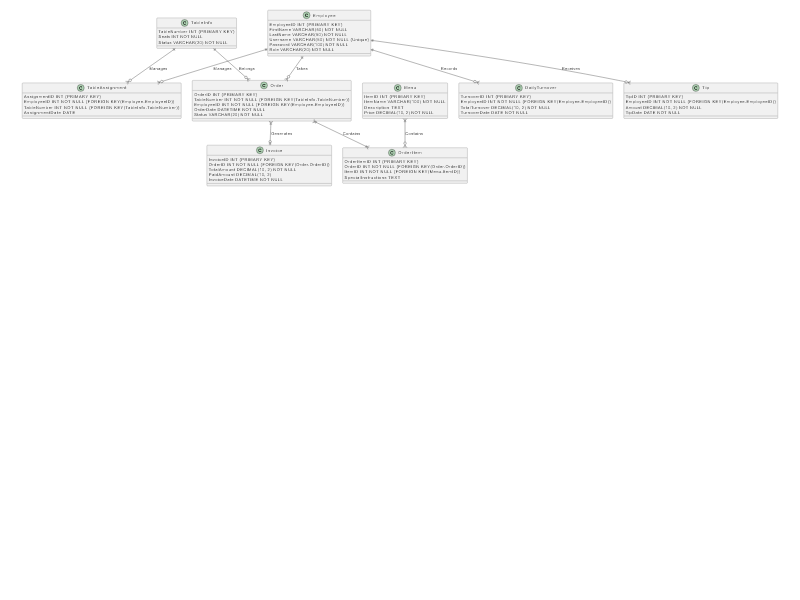 C TableInfo
TableNumber INT [PRIMARY KEY]
Seats INT NOT NULL
Status VARCHAR(20) NOT NULL
C Employee
EmployeeID INT [PRIMARY KEY]
FirstName VARCHAR(50) NOT NULL
LastName VARCHAR(50) NOT NULL
Username VARCHAR(50) NOT NULL [Unique]
Password VARCHAR(100) NOT NULL
Role VARCHAR(20) NOT NULL
Manages
Manages
Belongs
Takes
Records
Receives
C TableAssignment
AssignmentID INT [PRIMARY KEY]
EmployeeID INT NOT NULL [FOREIGN KEY(Employee.EmployeeID)]
TableNumber INT NOT NULL [FOREIGN KEY(TableInfo.TableNumber)]
AssignmentDate DATE
C Order
OrderID INT [PRIMARY KEY]
TableNumber INT NOT NULL [FOREIGN KEY(TableInfo.TableNumber)]
EmployeeID INT NOT NULL [FOREIGN KEY(Employee.EmployeeID)]
OrderDate DATETIME NOT NULL
Status VARCHAR(20) NOT NULL
C Menu
ItemID INT [PRIMARY KEY]
ItemName VARCHAR(100) NOT NULL
Description TEXT
Price DECIMAL(10, 2) NOT NULL
C DailyTurnover
TurnoverID INT [PRIMARY KEY]
EmployeeID INT NOT NULL [FOREIGN KEY(Employee.EmployeeID)]
TotalTurnover DECIMAL(10, 2) NOT NULL
TurnoverDate DATE NOT NULL
C Tip
TipID INT [PRIMARY KEY]
EmployeeID INT NOT NULL [FOREIGN KEY(Employee.EmployeeID)]
Amount DECIMAL(10, 2) NOT NULL
TipDate DATE NOT NULL
Generates
Contains
Contains
C Invoice
InvoiceID INT [PRIMARY KEY]
OrderID INT NOT NULL [FOREIGN KEY(Order.OrderID)]
TotalAmount DECIMAL(10, 2) NOT NULL
PaidAmount DECIMAL(10, 2)
InvoiceDate DATETIME NOT NULL
C OrderItem
OrderItemID INT [PRIMARY KEY]
OrderID INT NOT NULL [FOREIGN KEY(Order.OrderID)]
ItemID INT NOT NULL [FOREIGN KEY(Menu.ItemID)]
SpecialInstructions TEXT